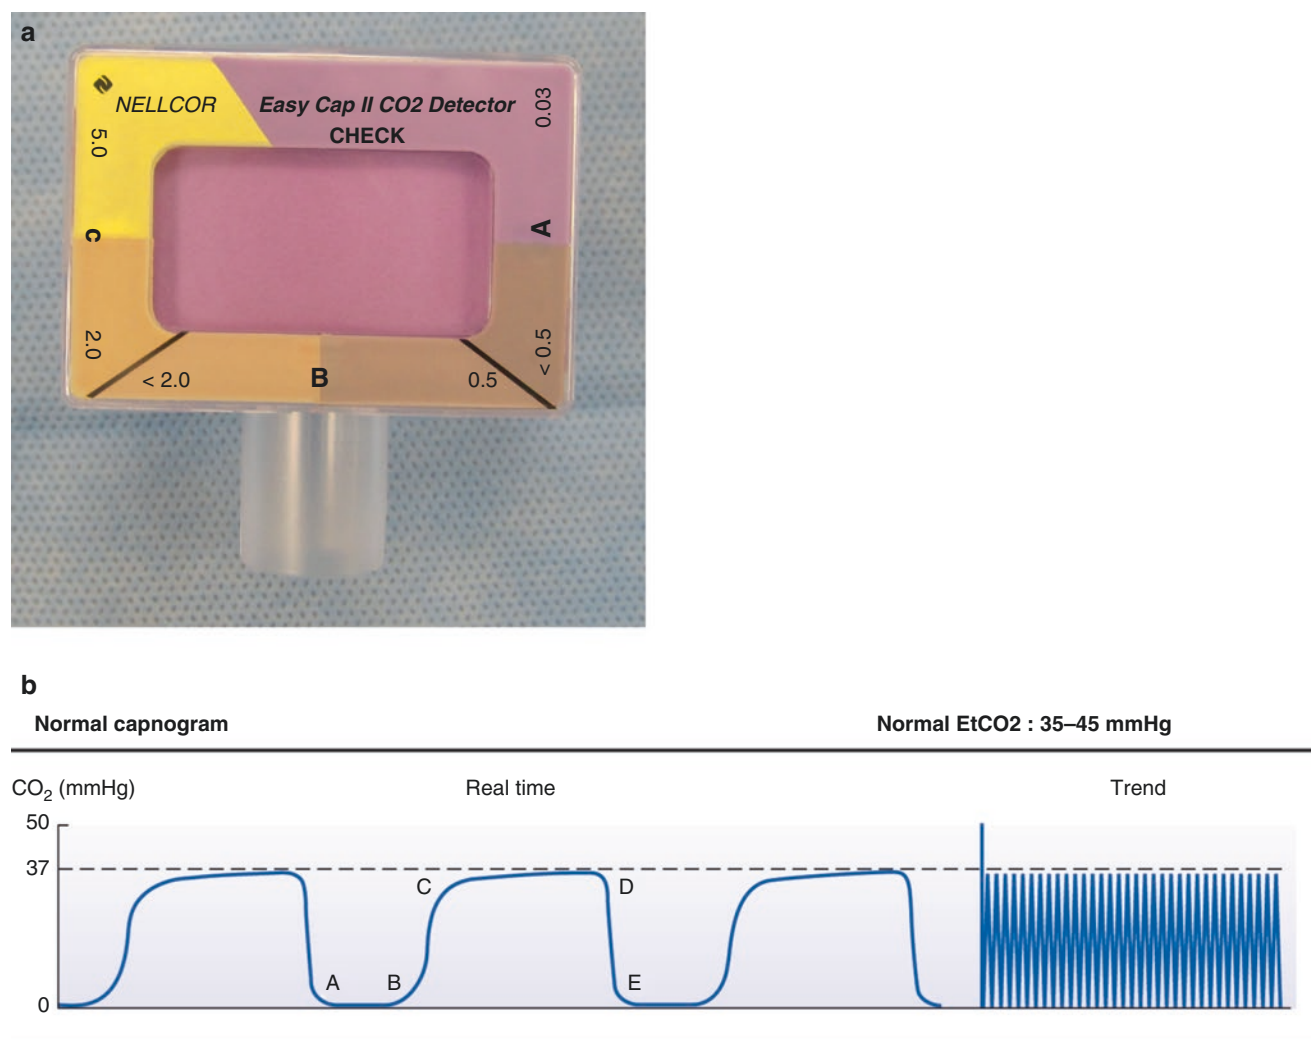 a
NELLCOR
Easy Cap II CO2 Detector
CHECK
0.03
5.0
C
A
2.0
< 2.0
B
0.5
< 0.5
b
Normal capnogram
Normal EtCO2 : 35–45 mmHg
CO2 (mmHg)
Real time
Trend
50
37
C
D
A
B
E
0